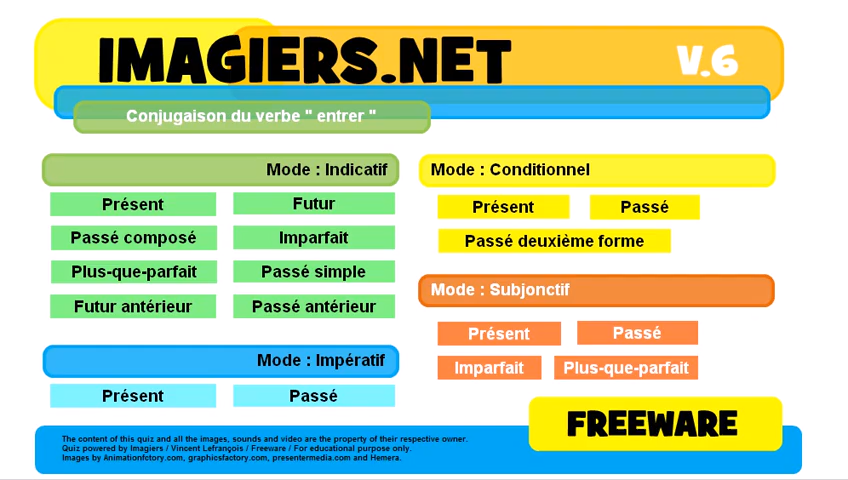 IMAGIERS.NET
V.6
Conjugaison du verbe " entrer "
Mode : Indicatif
Présent
Futur
Passé composé
Imparfait
Plus-que-parfait
Passé simple
Futur antérieur
Passé antérieur
Mode : Impératif
Présent
Passé
Mode : Conditionnel
Présent
Passé
Passé deuxième forme
Mode : Subjonctif
Présent
Passé
Imparfait
Plus-que-parfait
FREEWARE
The content of this quiz and all the images, sounds and video are the property of their respective owner.
Quiz powered by Imagiers / Vincent Lefrançois / Freeware / For educational purpose only.
Images by Animationfctory.com, graphicsfactory.com, presentermedia.com and Hemera.